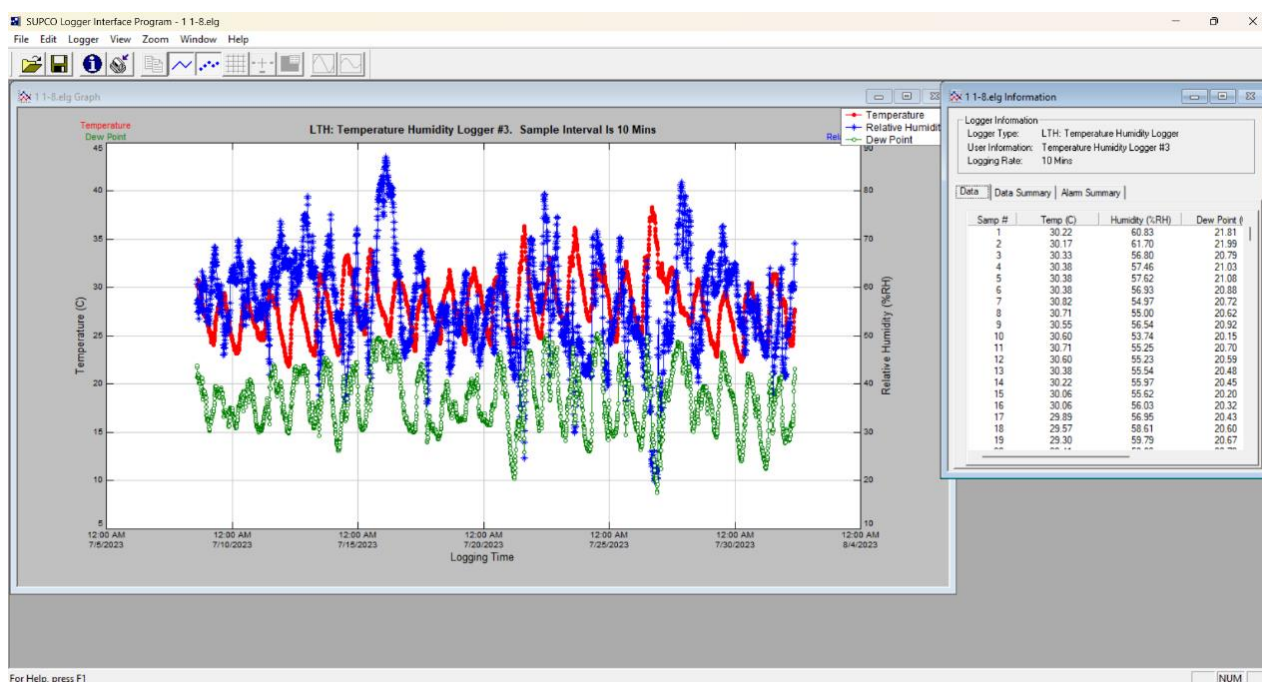 SUPCO Logger Interface Program - 1 1-8.elg
File Edit Logger View Zoom Window Help
1 1-8.elg Graph
Temperature
Dew Point
LTH: Temperature Humidity Logger #3. Sample Interval Is 10 Mins
Temperature
Relative Humidit
Dew Point
45
40
35
30
25
20
15
10
5
Temperature (C)
90
80
70
60
50
40
30
20
10
Relative Humidity (%RH)
12:00 AM 12:00 AM 12:00 AM 12:00 AM 12:00 AM 12:00 AM 12:00 AM
7/5/2023 7/10/2023 7/15/2023 7/20/2023 7/25/2023 7/30/2023 8/4/2023
Logging Time
1 1-8.elg Information
Logger Information
Logger Type: LTH: Temperature Humidity Logger
User Information: Temperature Humidity Logger #3
Logging Rate: 10 Mins
Data Data Summary Alarm Summary
Samp # Temp (C) Humidity (%RH) Dew Point (
1 30.22 60.83 21.81
2 30.17 61.70 21.99
3 30.33 56.80 20.79
4 30.38 57.46 21.03
5 30.38 57.62 21.08
6 30.38 56.93 20.88
7 30.82 54.97 20.72
8 30.71 55.00 20.62
9 30.55 56.54 20.92
10 30.60 53.74 20.15
11 30.71 55.25 20.70
12 30.60 55.23 20.59
13 30.38 55.54 20.48
14 30.22 55.97 20.45
15 30.06 55.62 20.20
16 30.06 56.03 20.32
17 29.89 56.95 20.43
18 29.57 58.61 20.60
19 29.30 59.79 20.67
For Help, press F1
NUM